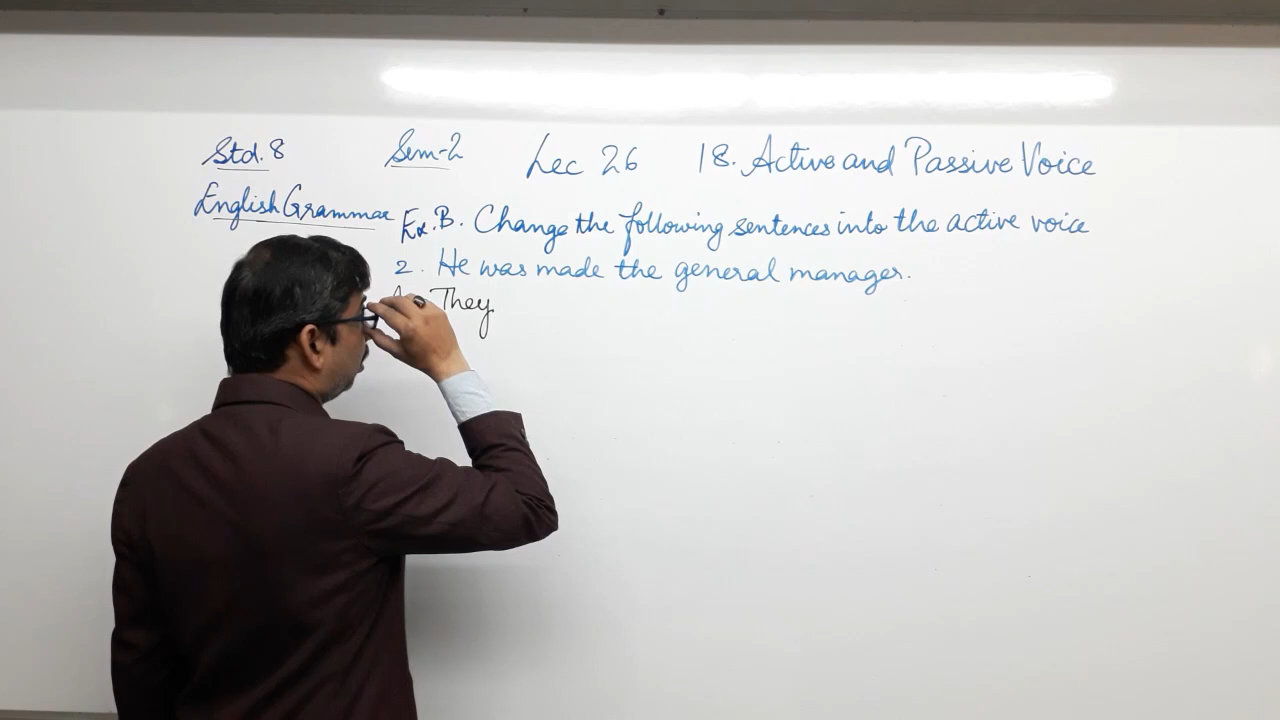 Std. 8 Sem-2 Lec 26 18. Active and Passive Voice
English Grammar
Ex. B. Change the following sentences into the active voice
2. He was made the general manager.
They